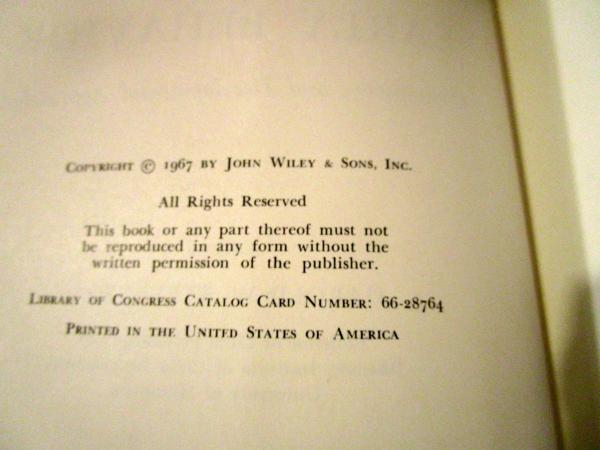 Copyright © 1967 by John Wiley & Sons, Inc.
All Rights Reserved
This book or any part thereof must not
be reproduced in any form without the
written permission of the publisher.
Library of Congress Catalog Card Number: 66-28764
Printed in the United States of America